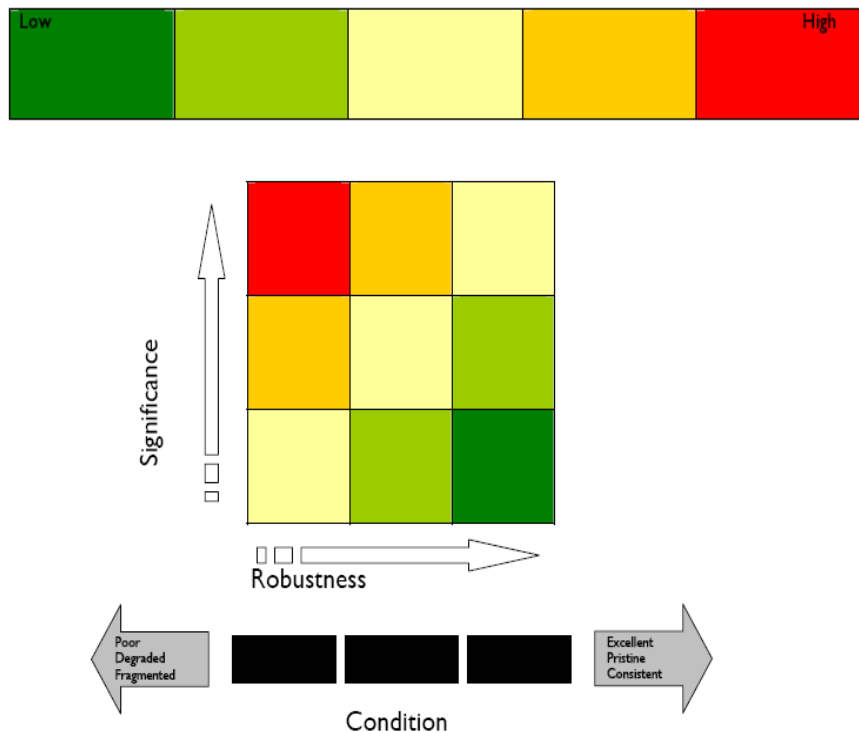 Low
High
Significance
Robustness
Poor
Degraded
Fragmented
Excellent
Pristine
Consistent
Condition